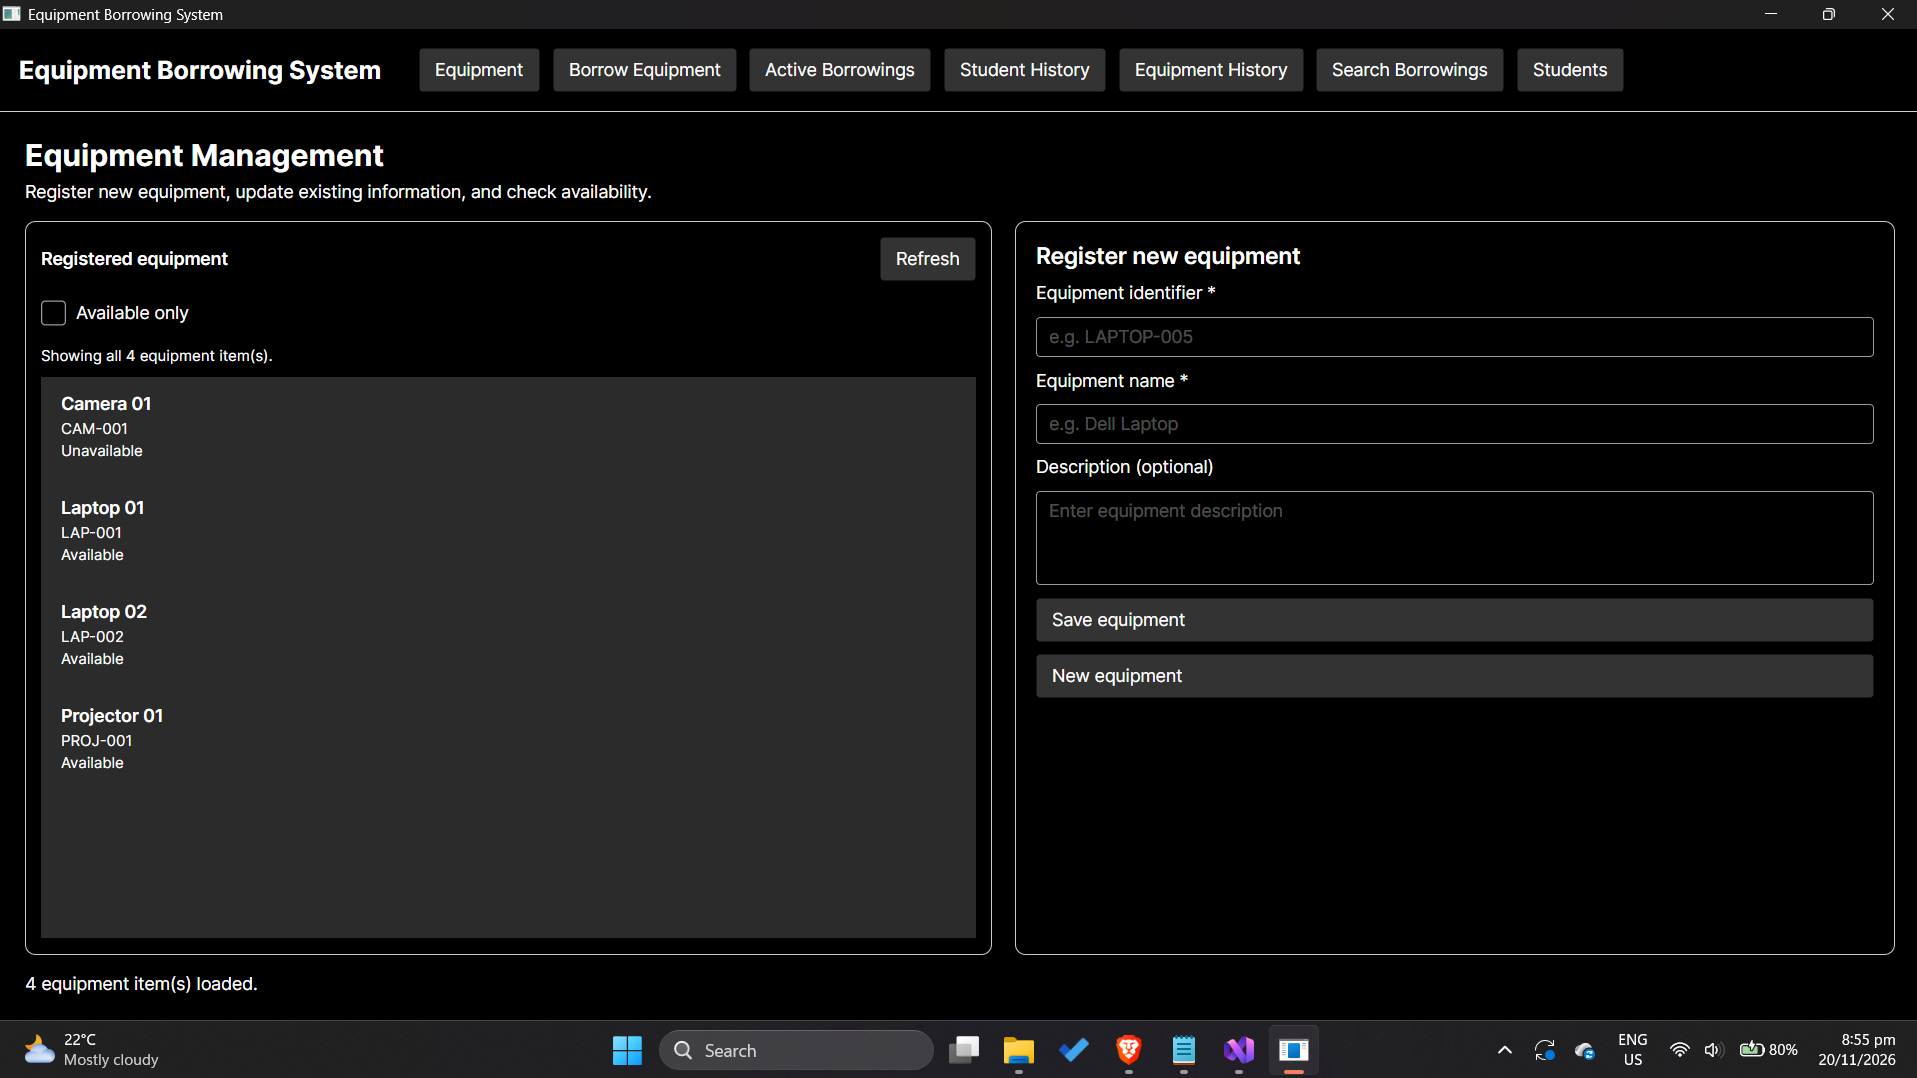 Equipment Borrowing System
Equipment Borrowing System
Equipment
Borrow Equipment
Active Borrowings
Student History
Equipment History
Search Borrowings
Students
Equipment Management
Register new equipment, update existing information, and check availability.
Registered equipment
Refresh
Available only
Showing all 4 equipment item(s).
Camera 01
CAM-001
Unavailable
Laptop 01
LAP-001
Available
Laptop 02
LAP-002
Available
Projector 01
PROJ-001
Available
Register new equipment
Equipment identifier *
e.g. LAPTOP-005
Equipment name *
e.g. Dell Laptop
Description (optional)
Enter equipment description
Save equipment
New equipment
4 equipment item(s) loaded.
22°C
Mostly cloudy
Search
ENG
US
80%
8:55 pm
20/11/2026